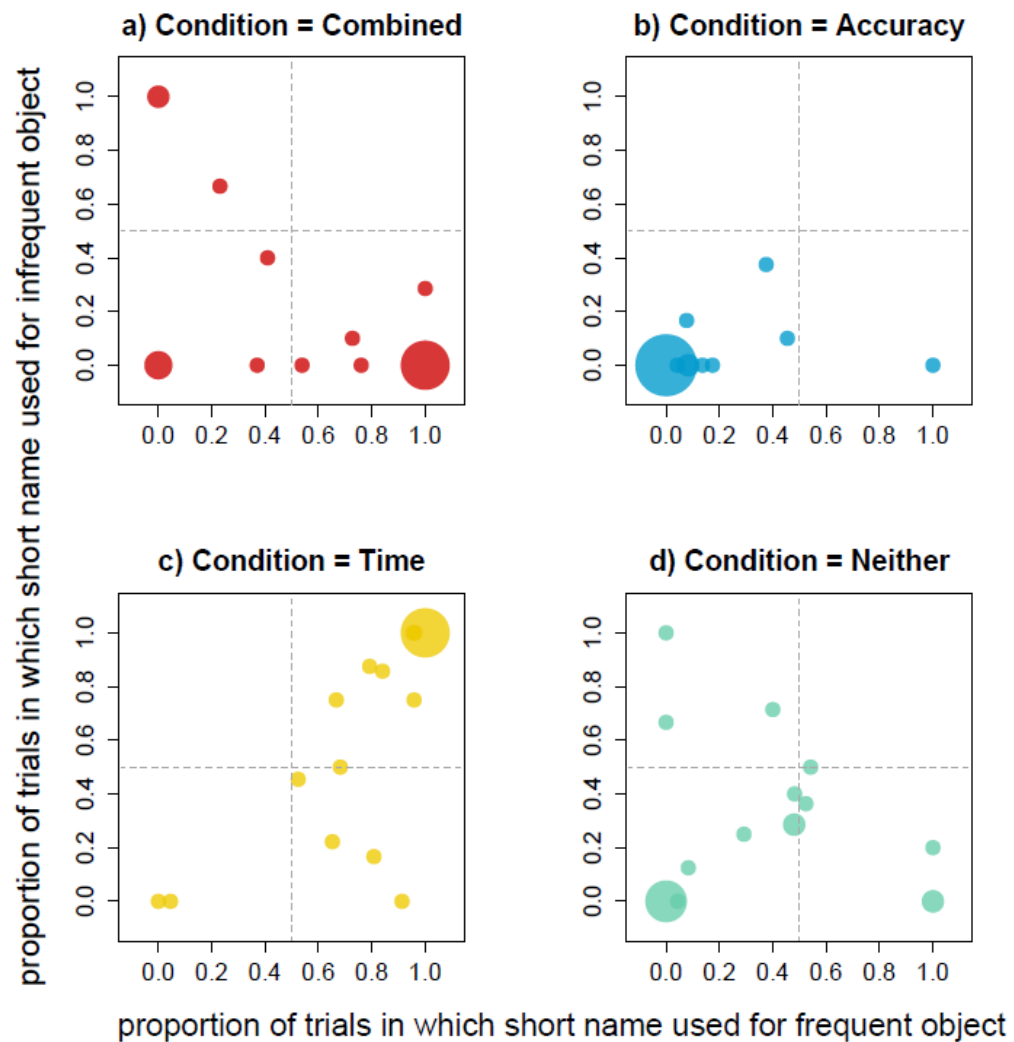 a) Condition = Combined
b) Condition = Accuracy
proportion of trials in which short name used for infrequent object
1.0
0.8
0.6
0.4
0.2
0.0
0.0 0.2 0.4 0.6 0.8 1.0
1.0
0.8
0.6
0.4
0.2
0.0
0.0 0.2 0.4 0.6 0.8 1.0
c) Condition = Time
d) Condition = Neither
1.0
0.8
0.6
0.4
0.2
0.0
0.0 0.2 0.4 0.6 0.8 1.0
1.0
0.8
0.6
0.4
0.2
0.0
0.0 0.2 0.4 0.6 0.8 1.0
proportion of trials in which short name used for frequent object